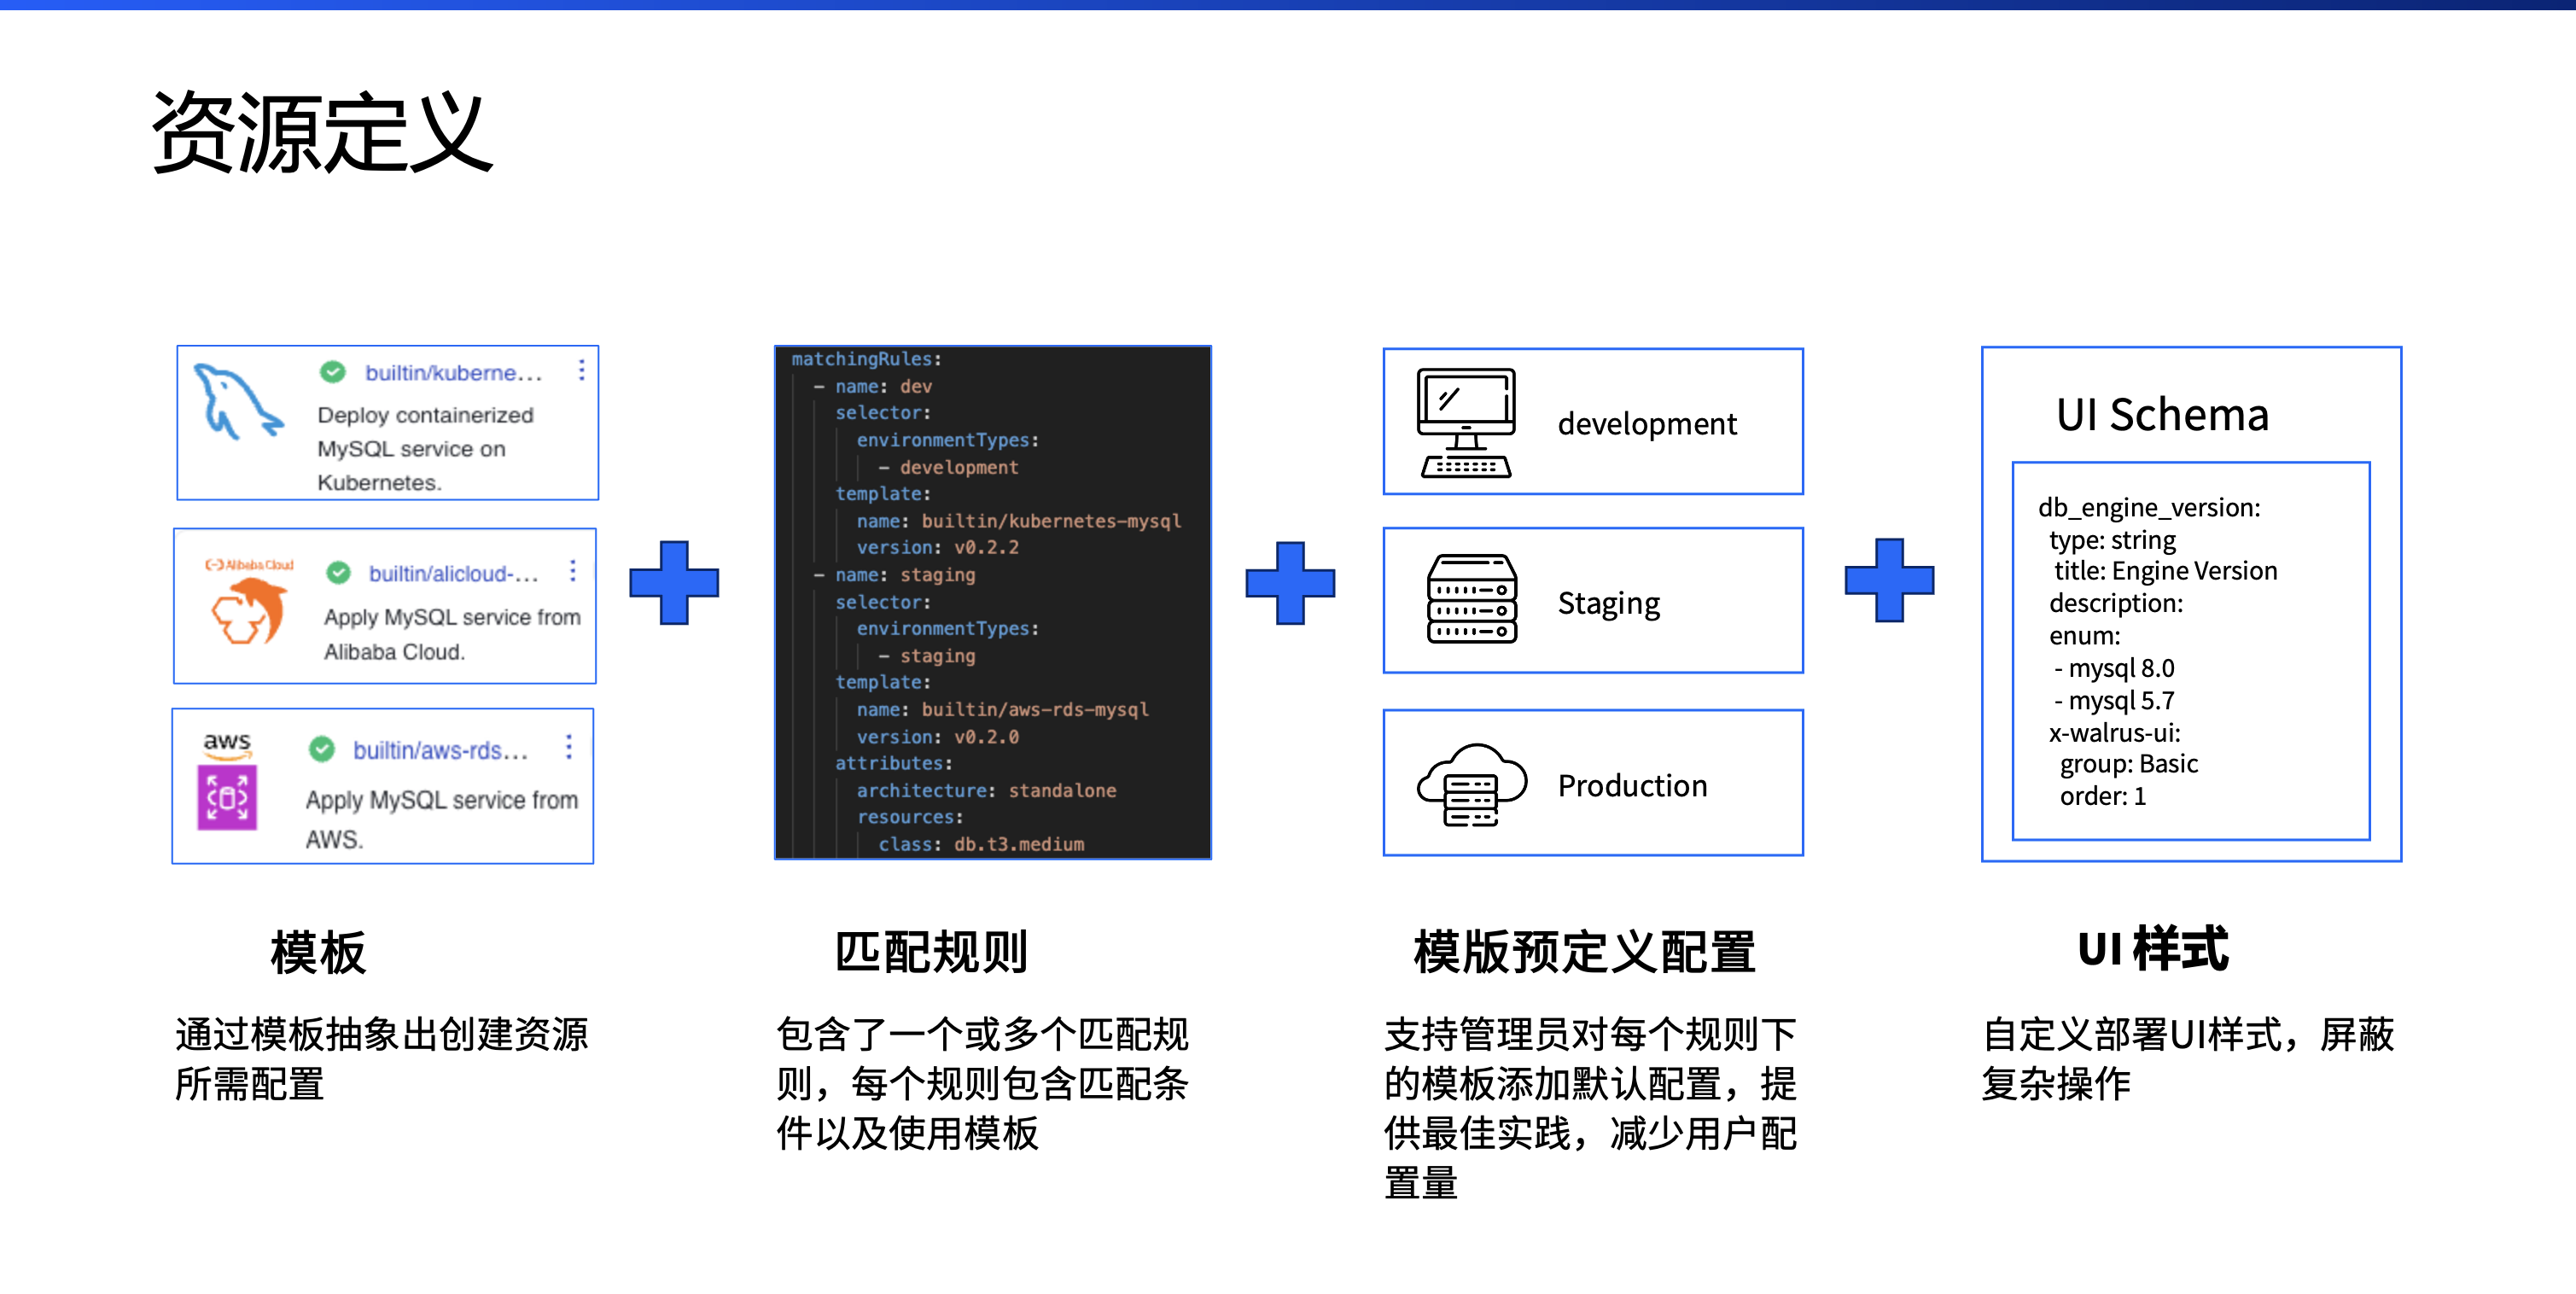 资源定义
builtin/kuberne...
Deploy containerized
MySQL service on
Kubernetes.
Alibaba Cloud
builtin/alicloud-...
Apply MySQL service from
Alibaba Cloud.
aws
builtin/aws-rds...
Apply MySQL service from
AWS.
模板
通过模板抽象出创建资源
所需配置
matchingRules:
- name: dev
selector:
environmentTypes:
- development
template:
name: builtin/kubernetes-mysql
version: v0.2.2
- name: staging
selector:
environmentTypes:
- staging
template:
name: builtin/aws-rds-mysql
version: v0.2.0
attributes:
architecture: standalone
resources:
class: db.t3.medium
匹配规则
包含了一个或多个匹配规
则，每个规则包含匹配条
件以及使用模板
development
Staging
Production
模版预定义配置
支持管理员对每个规则下
的模板添加默认配置，提
供最佳实践，减少用户配
置量
UI Schema
db_engine_version:
type: string
title: Engine Version
description:
enum:
- mysql 8.0
- mysql 5.7
x-walrus-ui:
group: Basic
order: 1
UI 样式
自定义部署UI样式，屏蔽
复杂操作